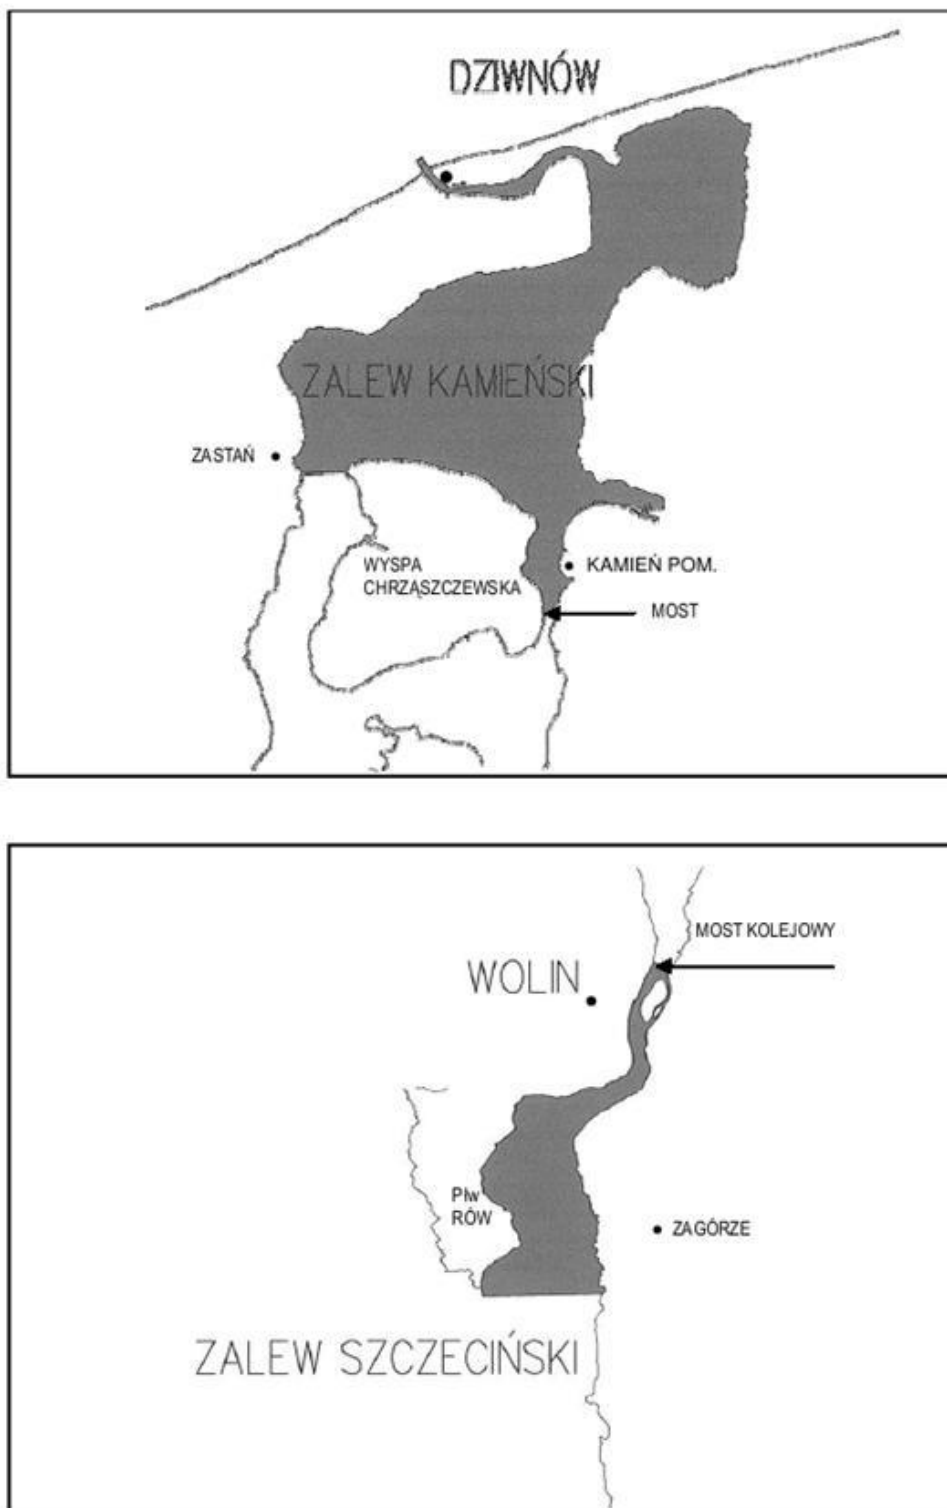 DZIWNÓW
ZALEW KAMIEŃSKI
ZASTAŃ
WYSPA
CHRZĄSZCZEWSKA
KAMIEŃ POM.
MOST
MOST KOLEJOWY
WOLIN
Płw
RÓW
ZAGÓRZE
ZALEW SZCZECIŃSKI